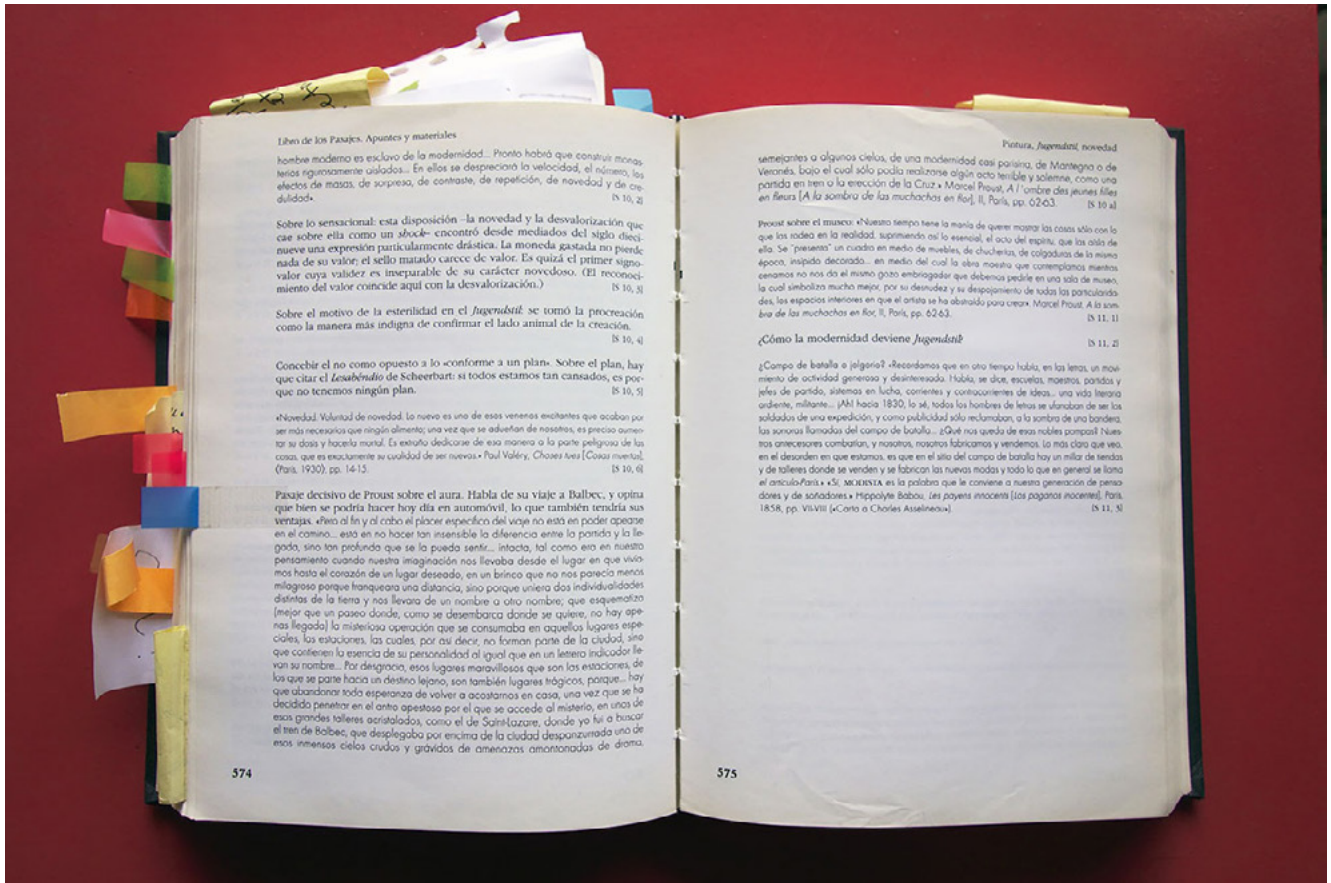 Libro de los Pasajes. Apuntes y materiales
hombre moderno es esclavo de la modernidad... Pronto habrá que construir monas-
terios rigurosamente aislados... En ellos se despreciará la velocidad, el número, los
efectos de masas, de sorpresa, de contraste, de repetición, de novedad y de cre-
dulidad».
[S 10, 2]
Sobre lo sensacional: esta disposición –la novedad y la desvalorización que
cae sobre ella como un shock– encontró desde mediados del siglo dieci-
nueve una expresión particularmente drástica. La moneda gastada no pierde
nada de su valor; el sello matado carece de valor. Es quizá el primer signo-
valor cuya validez es inseparable de su carácter novedoso. (El reconoci-
miento del valor coincide aquí con la desvalorización.) [S 10, 3]
Sobre el motivo de la esterilidad en el Jugendstil: se tomó la procreación
como la manera más indigna de confirmar el lado animal de la creación.
[S 10, 4]
Concebir el no como opuesto a lo «conforme a un plan». Sobre el plan, hay
que citar el Lesabéndio de Scheerbart: si todos estamos tan cansados, es por-
que no tenemos ningún plan. [S 10, 5]
«Novedad. Voluntad de novedad. Lo nuevo es uno de esos venenos excitantes que acaban por
ser más necesarios que ningún alimento; una vez que se adueñan de nosotros, es preciso aumen-
tar su dosis y hacerla mortal. Es extraño dedicarse de esa manera a la parte peligrosa de las
cosas, que es exactamente su cualidad de ser nuevas.» Paul Valéry, Choses tues [Cosas muertas],
(París, 1930), pp. 14-15. [S 10, 6]
Pasaje decisivo de Proust sobre el aura. Habla de su viaje a Balbec, y opina
que bien se podría hacer hoy día en automóvil, lo que también tendría sus
ventajas. «Pero al fin y al cabo el placer específico del viaje no está en poder apearse
en el camino... está en no hacer tan insensible la diferencia entre la partida y la lle-
gada, sino tan profunda que se la pueda sentir... intacta, tal como era en nuestro
pensamiento cuando nuestra imaginación nos llevaba desde el lugar en que vivía-
mos hasta el corazón de un lugar deseado, en un brinco que no nos parecía menos
milagroso porque franqueara una distancia, sino porque uniera dos individualidades
distintas de la tierra y nos llevara de un nombre a otro nombre; que esquematiza
(mejor que un paseo donde, como se desembarca donde se quiere, no hay ape-
nas llegada) la misteriosa operación que se consumaba en aquellos lugares espe-
ciales, las estaciones, las cuales, por así decir, no forman parte de la ciudad, sino
que contienen la esencia de su personalidad al igual que en un letrero indicador lle-
van su nombre... Por desgracia, esos lugares maravillosos que son las estaciones, de
los que se parte hacia un destino lejano, son también lugares trágicos, porque... hay
que abandonar toda esperanza de volver a acostarnos en casa, una vez que se ha
decidido penetrar en el antro apestoso por el que se accede al misterio, en unos de
esos grandes talleres acristalados, como el de Saint-Lazare, donde yo fui a buscar
el tren de Balbec, que desplegaba por encima de la ciudad despanzurrada uno de
esos inmensos cielos crudos y grávidos de amenazas amontonadas de drama,
574
Pintura, Jugendstil, novedad
semejantes a algunos cielos, de una modernidad casi parisina, de Mantegna o de
Veronés, bajo el cual sólo podía realizarse algún acto terrible y solemne, como una
partida en tren o la erección de la Cruz.» Marcel Proust, A l'ombre des jeunes filles
en fleurs [A la sombra de las muchachas en flor], II, París, pp. 62-63. [S 10 a]
Proust sobre el museo: «Nuestro tiempo tiene la manía de querer mostrar las cosas sólo con lo
que las rodea en la realidad, suprimiendo así lo esencial, el acto del espíritu, que las aísla de
ella. Se "presenta" un cuadro en medio de muebles, de chucherías, de colgaduras de la misma
época, insípido decorado... en medio del cual la obra maestra que contemplamos mientras
cenamos no nos da el mismo gozo embriagador que debemos pedirle en una sala de museo,
la cual simboliza mucho mejor, por su desnudez y su despojamiento de todas las particularida-
des, los espacios interiores en que el artista se ha abstraído para crear». Marcel Proust, A la som-
bra de las muchachas en flor, II, París, pp. 62-63. [S 11, 1]
¿Cómo la modernidad deviene Jugendstil? [S 11, 2]
¿Campo de batalla o jolgorio? «Recordamos que en otro tiempo había, en las letras, un movi-
miento de actividad generosa y desinteresada. Había, se dice, escuelas, maestros, partidos y
jefes de partido, sistemas en lucha, corrientes y contracorrientes de ideas... una vida literaria
ardiente, militante... ¡Ah! hacia 1830, lo sé, todos los hombres de letras se ufanaban de ser los
soldados de una expedición, y como publicidad sólo reclamaban, a la sombra de una bandera,
las sonoras llamadas del campo de batalla... ¿Qué nos queda de esas nobles pompas? Nues-
tros antecesores combatían, y nosotros, nosotros fabricamos y vendemos. Lo más claro que veo,
en el desorden en que estamos, es que en el sitio del campo de batalla hay un millar de tiendas
y de talleres donde se venden y se fabrican las nuevas modas y todo lo que en general se llama
el artículo-París.» «Sí, MODISTA es la palabra que le conviene a nuestra generación de pensa-
dores y de soñadores.» Hippolyte Babou, Les payens innocents [Los paganos inocentes], París,
1858, pp. VII-VIII («Carta a Charles Asselineau»). [S 11, 3]
575